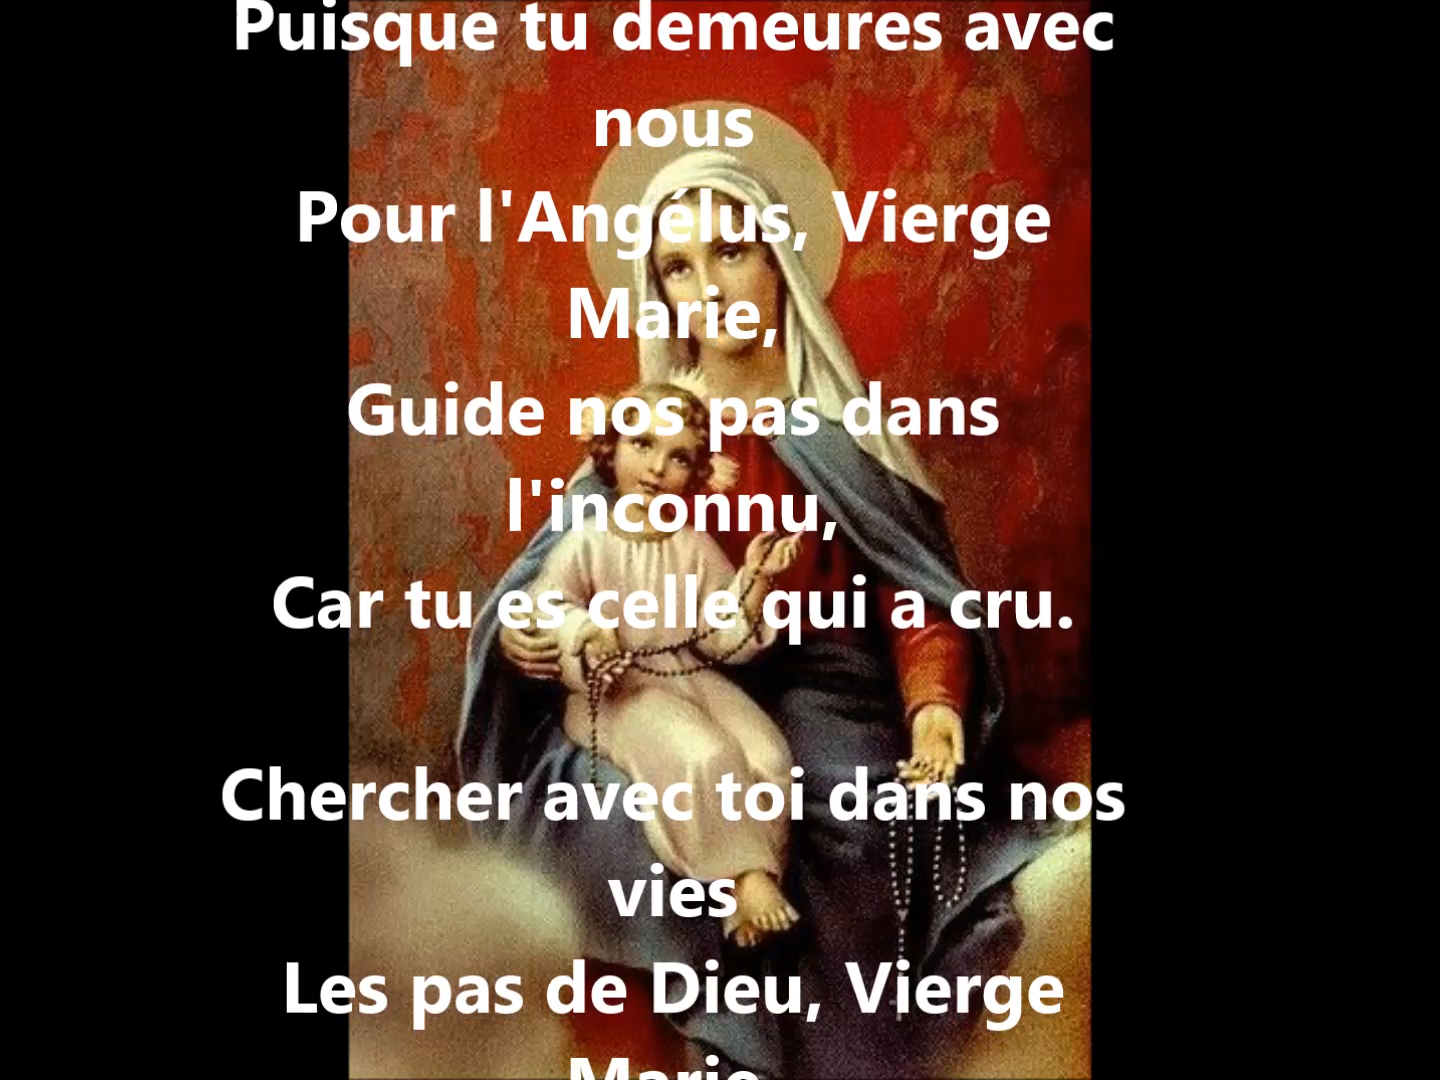 Puisque tu demeures avec
nous
Pour l'Angélus, Vierge
Marie,
Guide nos pas dans
l'inconnu,
Car tu es celle qui a cru.
Chercher avec toi dans nos
vies
Les pas de Dieu, Vierge
Marie